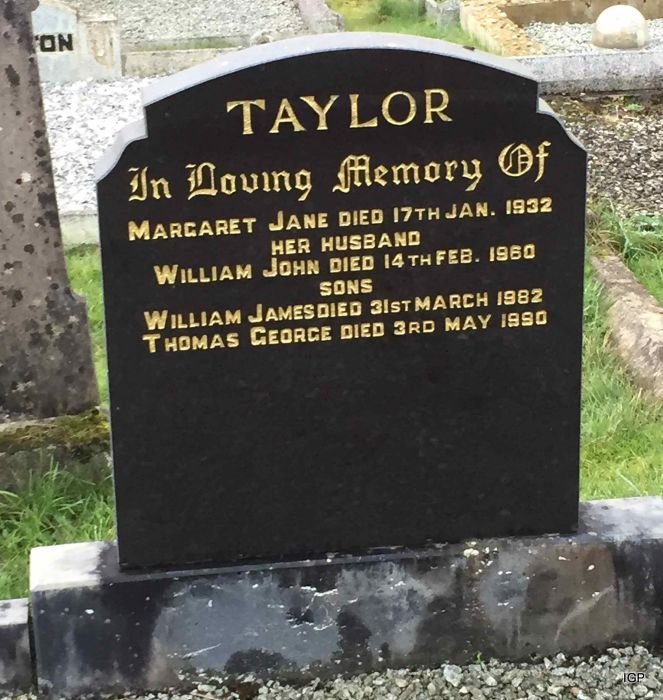 TON
TAYLOR
In Loving Memory Of
MARGARET JANE DIED 17TH JAN. 1932
HER HUSBAND
WILLIAM JOHN DIED 14TH FEB. 1960
SONS
WILLIAM JAMES DIED 31ST MARCH 1982
THOMAS GEORGE DIED 3RD MAY 1990
IGP